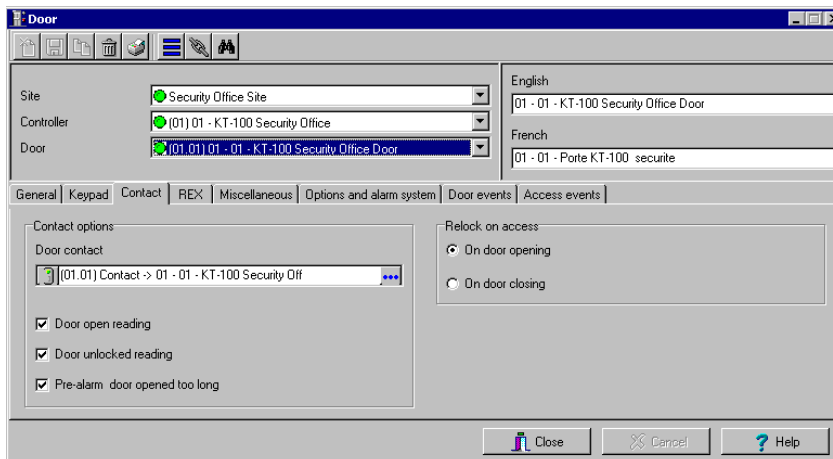 Door
Site
Security Office Site
Controller
(01) 01 - KT-100 Security Office
Door
(01.01) 01 - 01 - KT-100 Security Office Door
English
01 - 01 - KT-100 Security Office Door
French
01 - 01 - Porte KT-100 securite
General Keypad Contact REX Miscellaneous Options and alarm system Door events Access events
Contact options
Door contact
(01.01) Contact -> 01 - 01 - KT-100 Security Off
Door open reading
Door unlocked reading
Pre-alarm door opened too long
Relock on access
On door opening
On door closing
Close Cancel Help